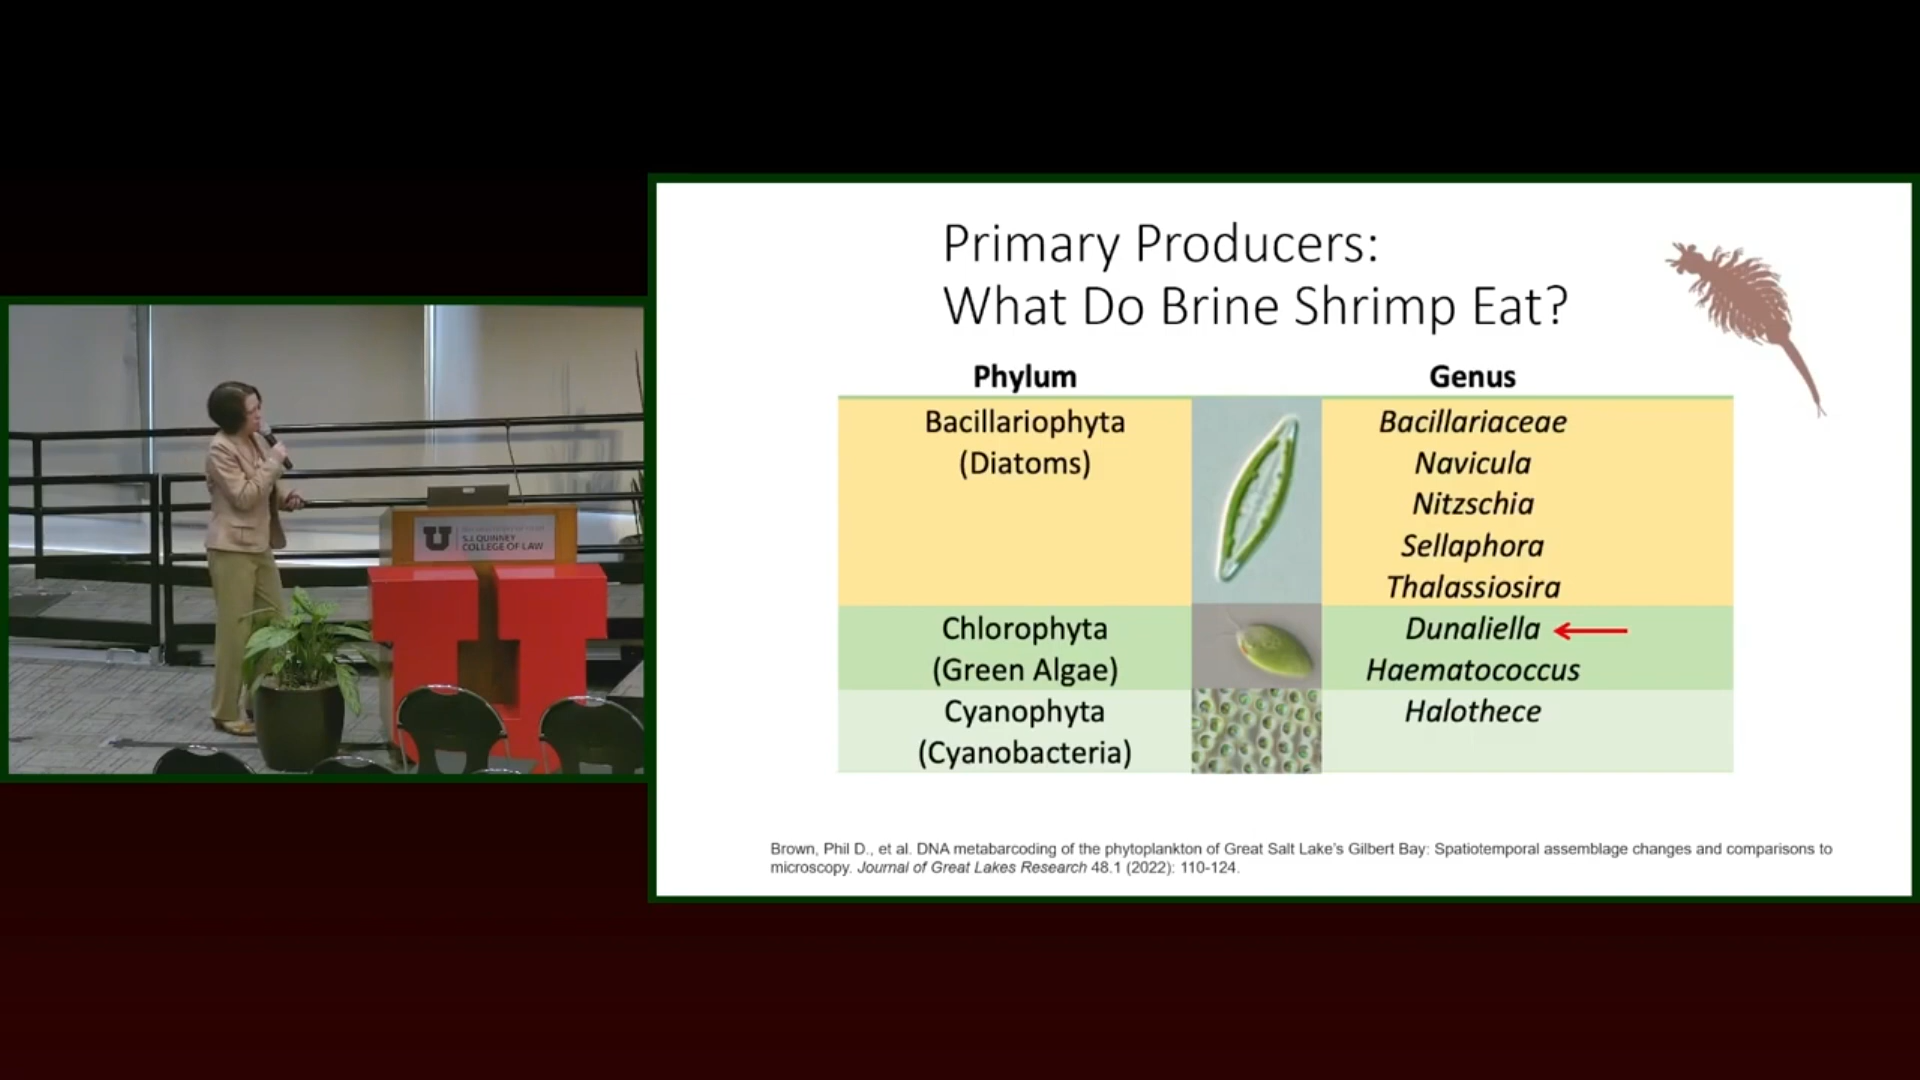 Primary Producers:
What Do Brine Shrimp Eat?
Phylum
Genus
Bacillariophyta
(Diatoms)
Bacillariaceae
Navicula
Nitzschia
Sellaphora
Thalassiosira
Chlorophyta
(Green Algae)
Dunaliella
Haematococcus
Cyanophyta
(Cyanobacteria)
Halothece
Brown, Phil D., et al. DNA metabarcoding of the phytoplankton of Great Salt Lake's Gilbert Bay: Spatiotemporal assemblage changes and comparisons to
microscopy. Journal of Great Lakes Research 48.1 (2022): 110-124.
U
S.J. QUINNEY
COLLEGE OF LAW